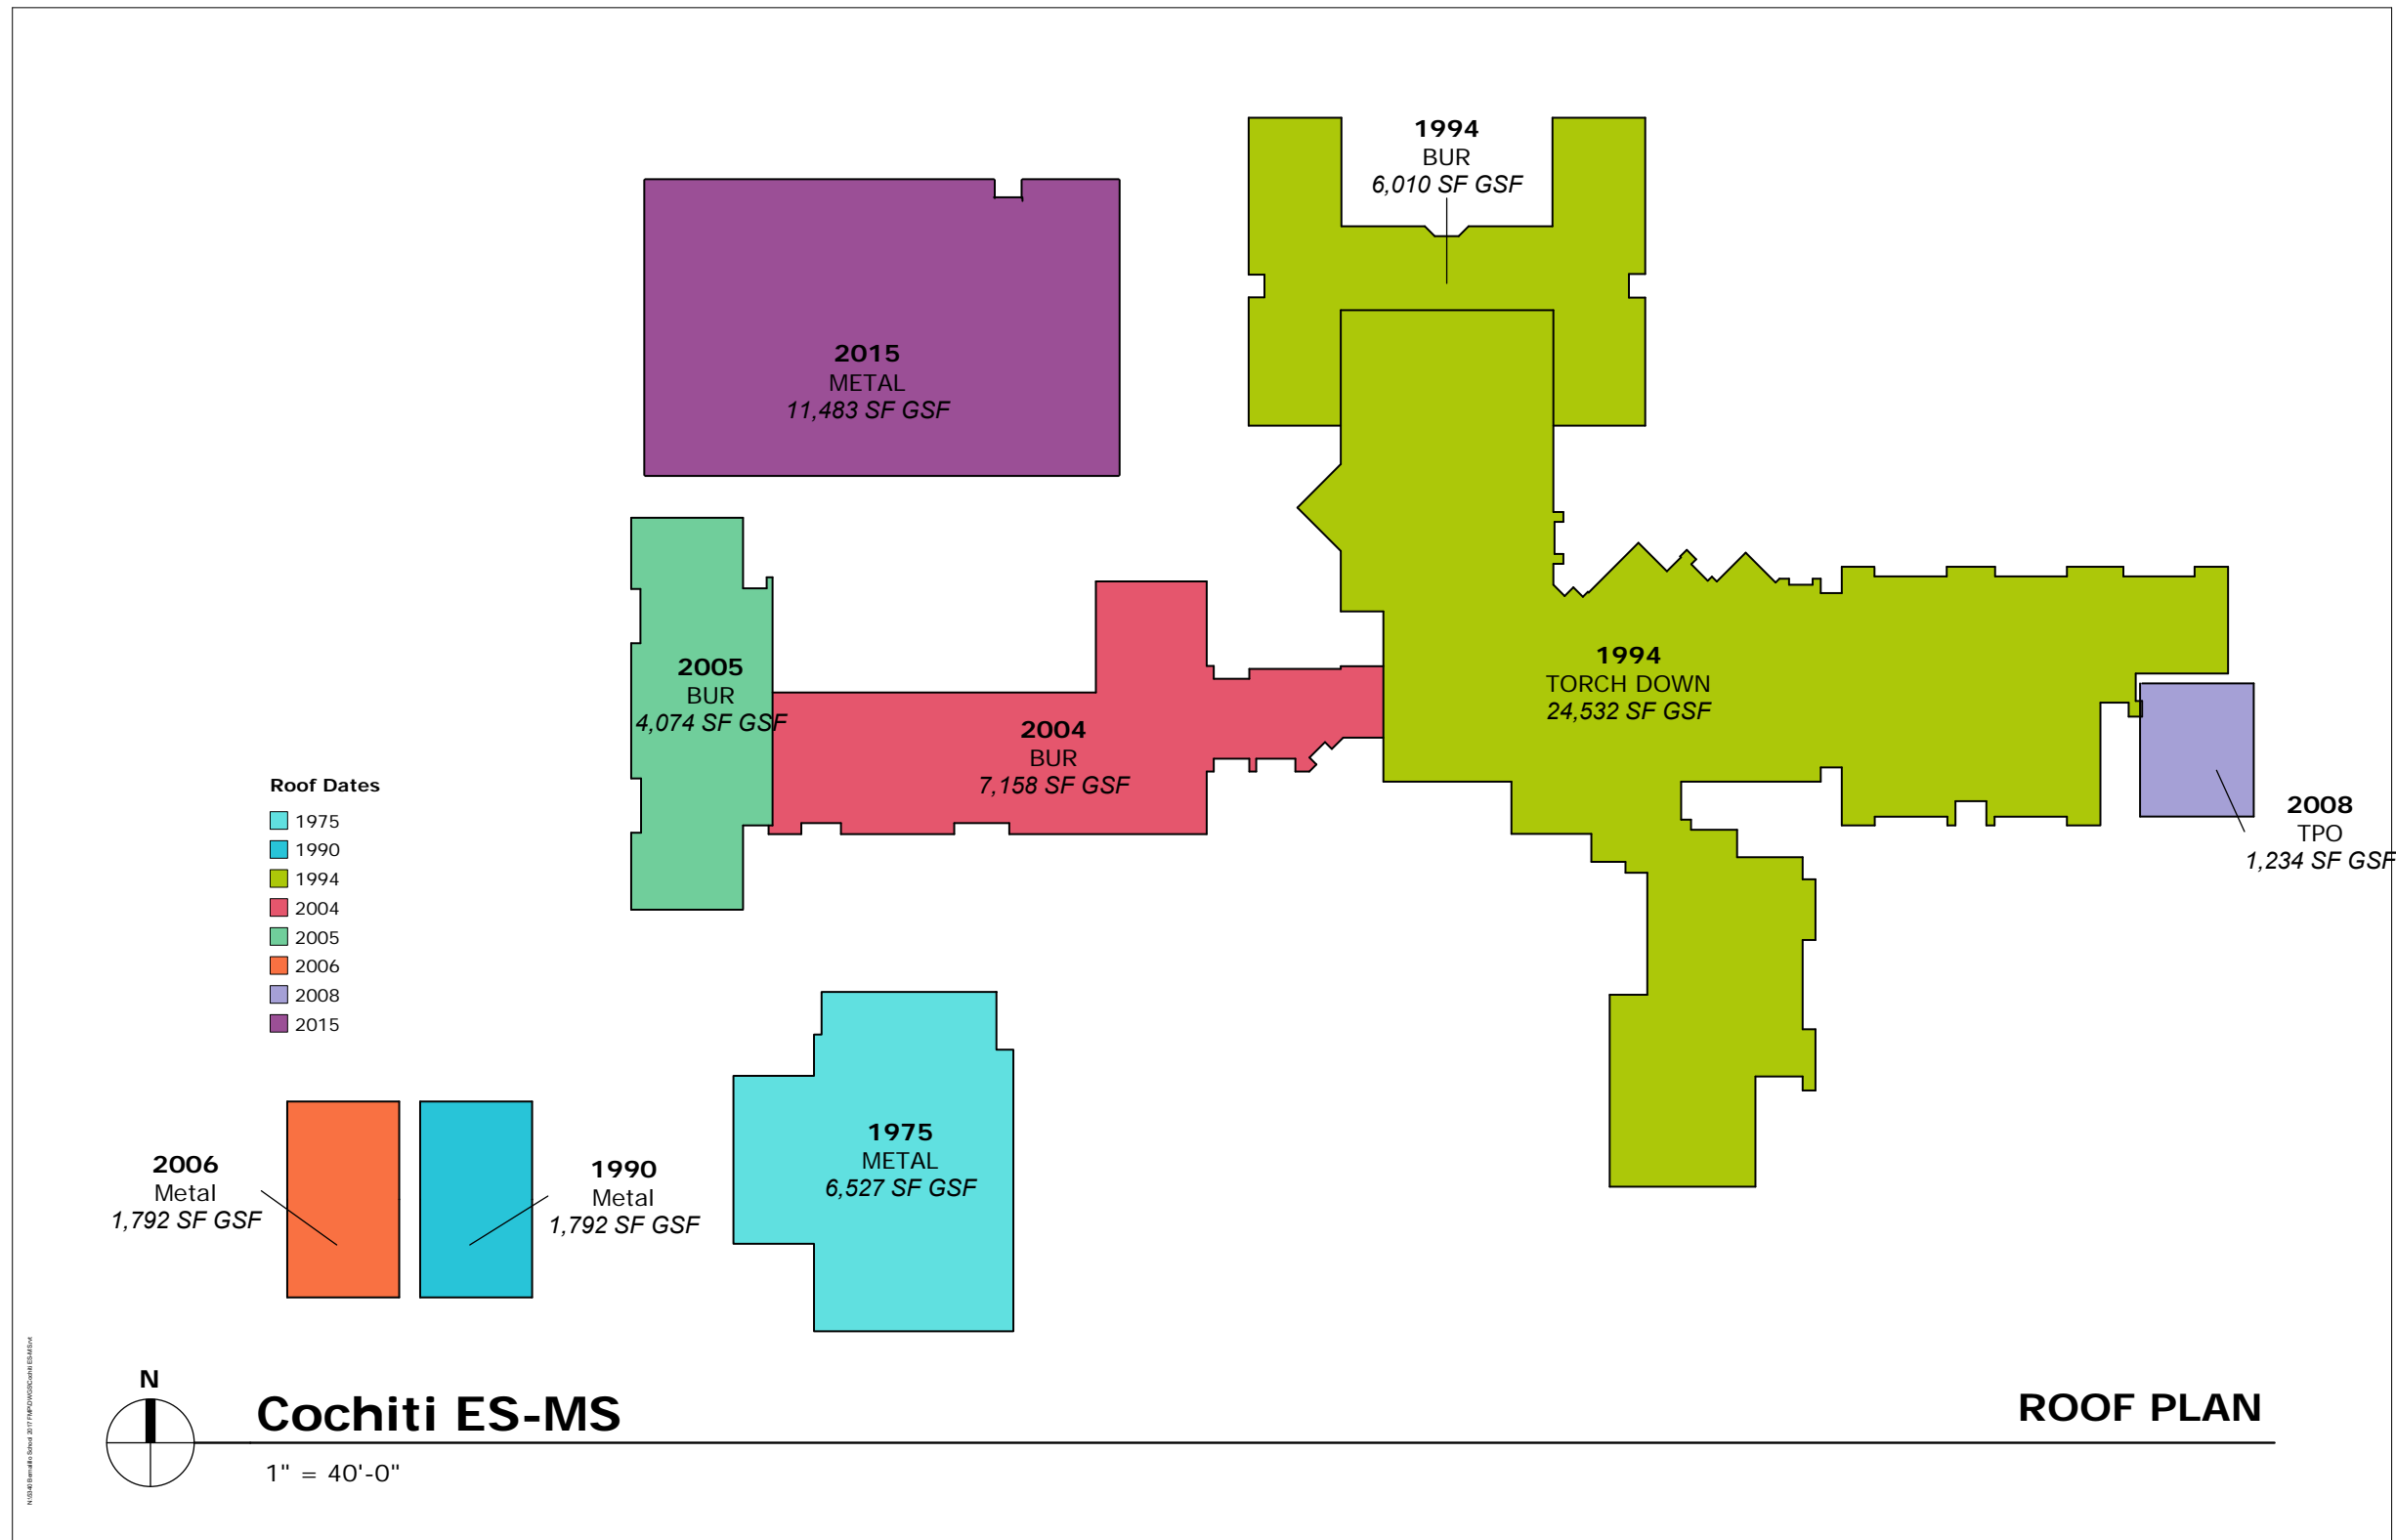 1994
BUR
6,010 SF GSF
2015
METAL
11,483 SF GSF
2005
BUR
4,074 SF GSF
2004
BUR
7,158 SF GSF
1994
TORCH DOWN
24,532 SF GSF
2008
TPO
1,234 SF GSF
Roof Dates
1975
1990
1994
2004
2005
2006
2008
2015
2006
Metal
1,792 SF GSF
1990
Metal
1,792 SF GSF
1975
METAL
6,527 SF GSF
N
Cochiti ES-MS
ROOF PLAN
1" = 40'-0"